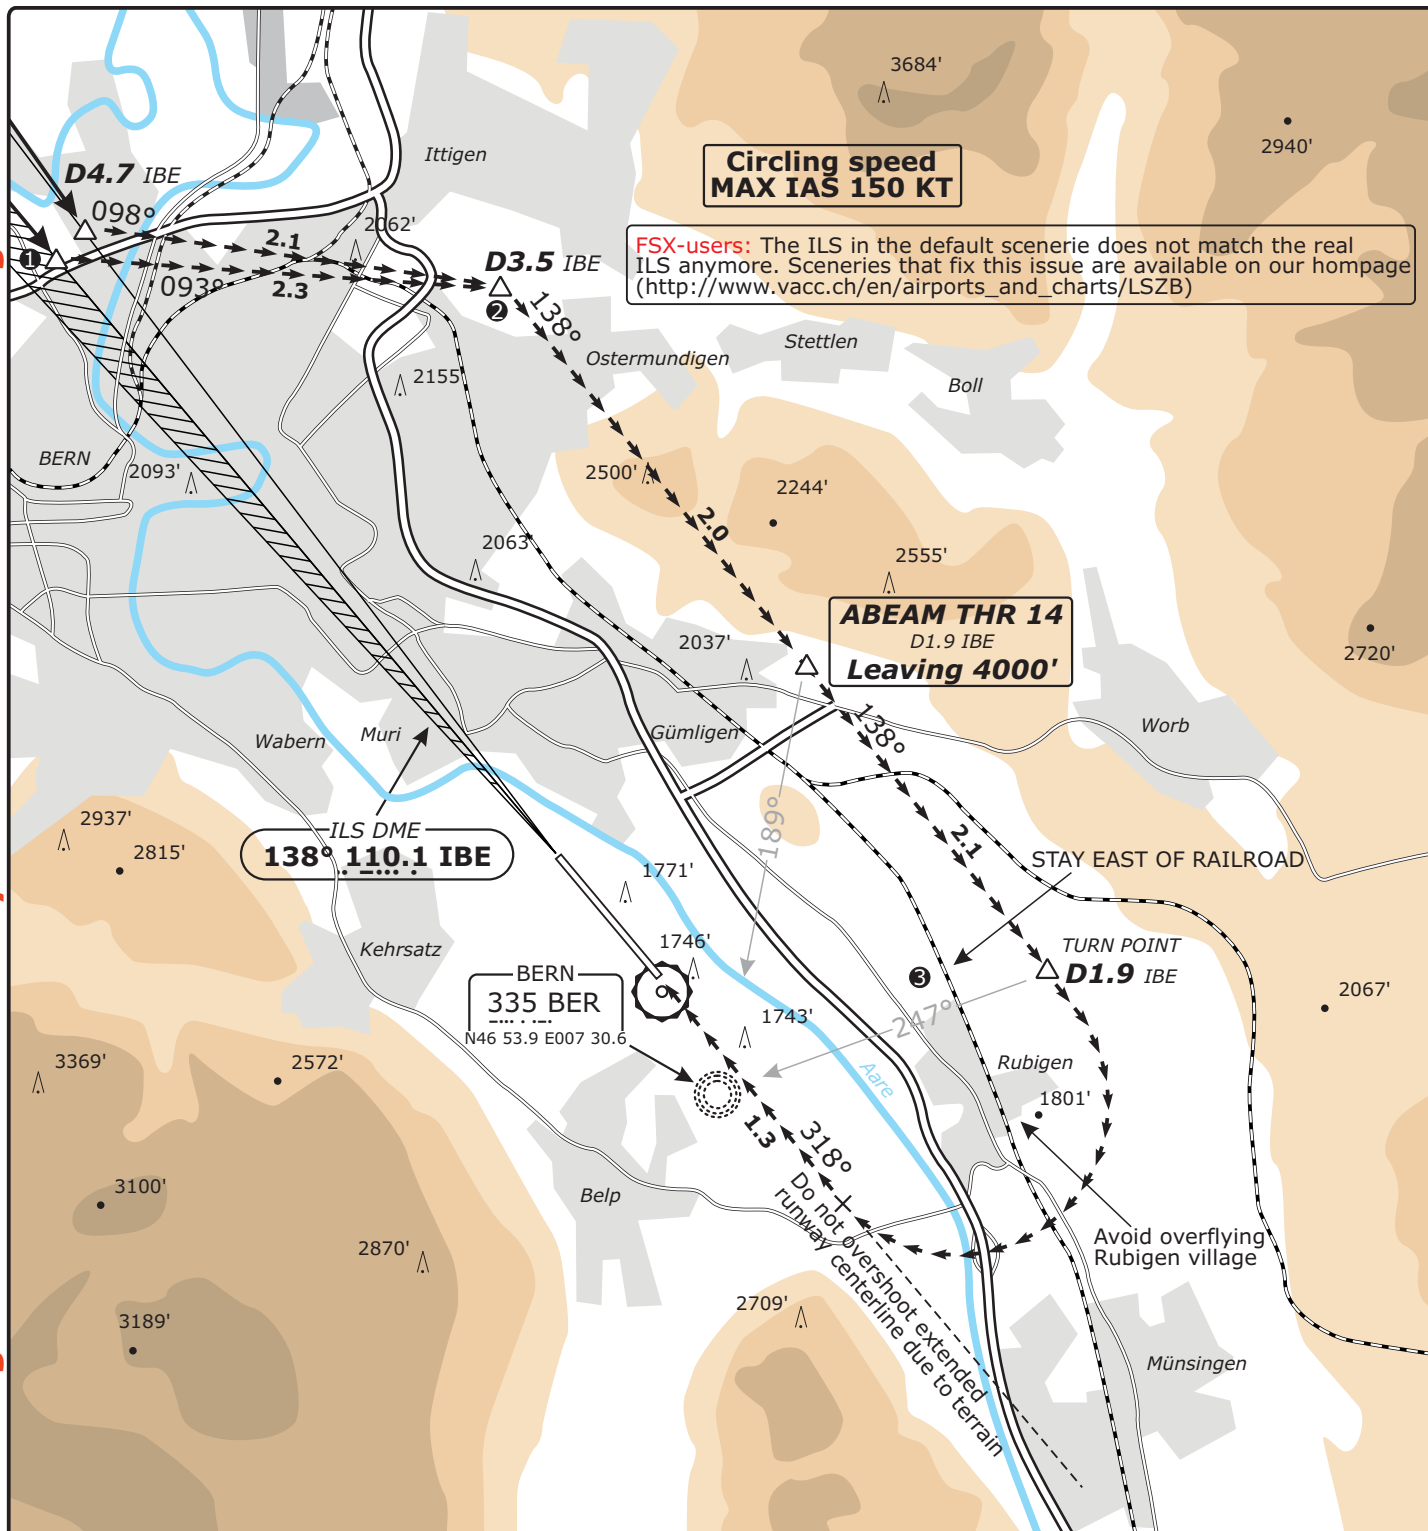 3684'
2940'
Ittigen
Circling speed
MAX IAS 150 KT
D4.7 IBE
098°
2062'
2.1
FSX-users: The ILS in the default scenerie does not match the real
ILS anymore. Sceneries that fix this issue are available on our hompage
(http://www.vacc.ch/en/airports_and_charts/LSZB)
1
D3.5 IBE
093°
2.3
2
138°
Ostermundigen
Stettlen
Boll
2155
BERN
2093'
2500'
2244'
2.0
2063
2555'
ABEAM THR 14
D1.9 IBE
Leaving 4000'
2037'
2720'
Wabern
Muri
Gümligen
138°
Worb
2937'
2815'
ILS DME
138° 110.1 IBE
189°
2.1
STAY EAST OF RAILROAD
1771'
Kehrsatz
1746'
TURN POINT
D1.9 IBE
3
BERN
335 BER
N46 53.9 E007 30.6
2067'
1743'
247°
3369'
2572'
Rubigen
Aare
1801'
1.3
318°
3100'
Belp
Do not overshoot extended
runway centerline due to terrain
Avoid overflying
Rubigen village
2870'
2709'
3189'
Münsingen